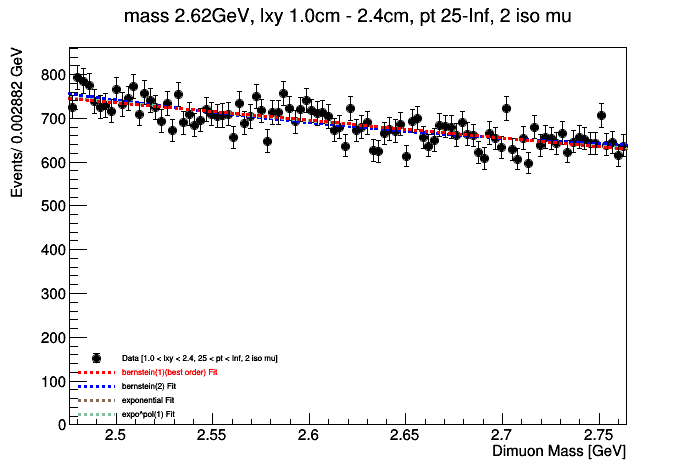 mass 2.62GeV, lxy 1.0cm - 2.4cm, pt 25-Inf, 2 iso mu
Events/ 0.002882 GeV
800
700
600
500
400
300
200
100
0
Data [1.0 < lxy < 2.4, 25 < pt < Inf, 2 iso mu]
bernstein(1)(best order) Fit
bernstein(2) Fit
exponential Fit
expo*pol(1) Fit
2.5 2.55 2.6 2.65 2.7 2.75
Dimuon Mass [GeV]